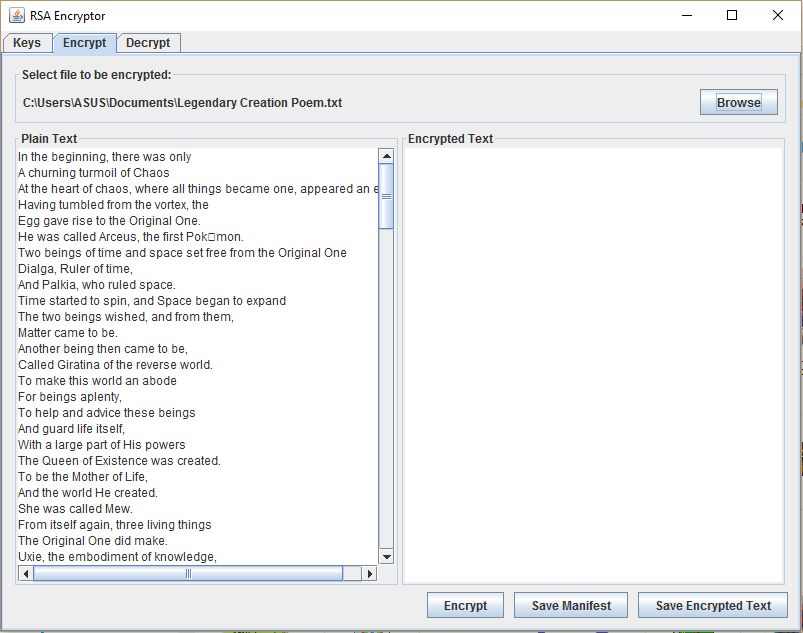 RSA Encryptor
Keys
Encrypt
Decrypt
Select file to be encrypted:
C:\Users\ASUS\Documents\Legendary Creation Poem.txt
Browse
Plain Text
Encrypted Text
In the beginning, there was only
A churning turmoil of Chaos
At the heart of chaos, where all things became one, appeared an
Having tumbled from the vortex, the
Egg gave rise to the Original One.
He was called Arceus, the first Pok□mon.
Two beings of time and space set free from the Original One
Dialga, Ruler of time,
And Palkia, who ruled space.
Time started to spin, and Space began to expand
The two beings wished, and from them,
Matter came to be.
Another being then came to be,
Called Giratina of the reverse world.
To make this world an abode
For beings aplenty,
To help and advice these beings
And guard life itself,
With a large part of His powers
The Queen of Existence was created.
To be the Mother of Life,
And the world He created.
She was called Mew.
From itself again, three living things
The Original One did make.
Uxie, the embodiment of knowledge,
Encrypt
Save Manifest
Save Encrypted Text